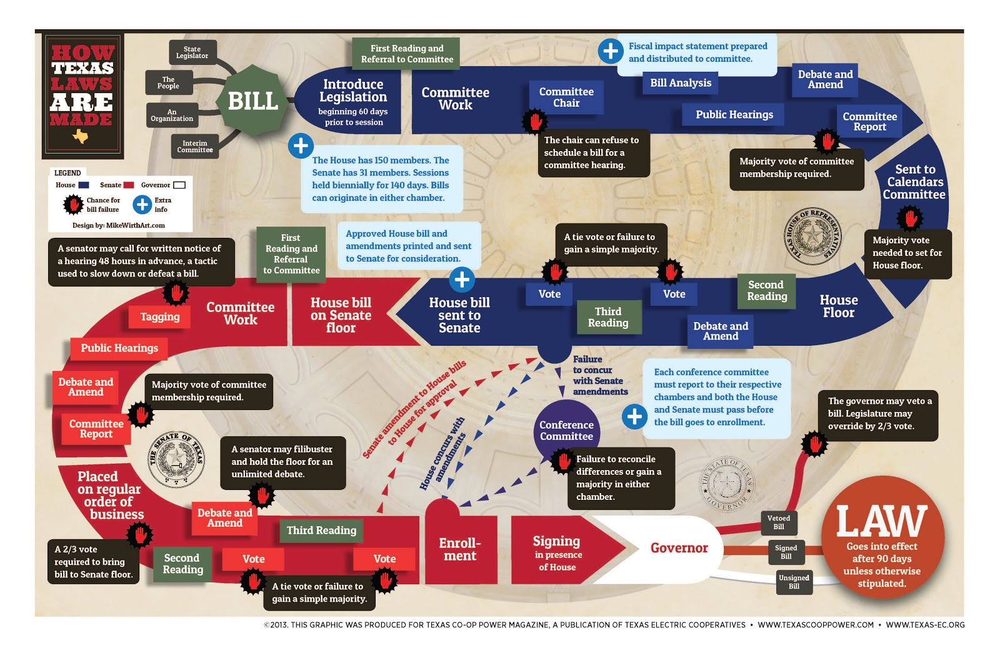 HOW
TEXAS
LAWS
ARE
MADE
State
Legislator
The
People
An
Organization
Interim
Committee
BILL
Introduce
Legislation
beginning 60 days
prior to session
First Reading and
Referral to Committee
Committee
Work
Committee
Chair
The chair can refuse to
schedule a bill for a
committee hearing.
Fiscal impact statement prepared
and distributed to committee.
Bill Analysis
Public Hearings
Debate and
Amend
Committee
Report
Majority vote of committee
membership required.
The House has 150 members. The
Senate has 31 members. Sessions
held biennially for 140 days. Bills
can originate in either chamber.
LEGEND
House
Senate
Governor
Chance for
bill failure
Extra
info
Design by: MikeWirthArt.com
Sent to
Calendars
Committee
Majority vote
needed to set for
House floor.
TEXAS HOUSE OF REPRESENTATIVES
House
Floor
Second
Reading
Debate and
Amend
Vote
Third
Reading
Vote
A tie vote or failure to
gain a simple majority.
House bill
sent to
Senate
Approved House bill and
amendments printed and sent
to Senate for consideration.
House bill
on Senate
floor
First
Reading and
Referral
to Committee
Committee
Work
A senator may call for written notice of
a hearing 48 hours in advance, a tactic
used to slow down or defeat a bill.
Tagging
Public Hearings
Debate and
Amend
Committee
Report
Majority vote of committee
membership required.
THE SENATE OF TEXAS
Placed
on regular
order of
business
A 2/3 vote
required to bring
bill to Senate floor.
Second
Reading
Debate and
Amend
A senator may filibuster
and hold the floor for an
unlimited debate.
Vote
Third Reading
Vote
A tie vote or failure to
gain a simple majority.
Senate amendment to House bills
to House for approval
House concurs with
amendments
Failure
to concur
with Senate
amendments
Conference
Committee
Failure to reconcile
differences or gain a
majority in either
chamber.
Each conference committee
must report to their respective
chambers and both the House
and Senate must pass before
the bill goes to enrollment.
Enroll-
ment
Signing
in presence
of House
Governor
THE STATE OF TEXAS
GOVERNOR
The governor may veto a
bill. Legislature may
override by 2/3 vote.
Vetoed
Bill
Signed
Bill
Unsigned
Bill
LAW
Goes into effect
after 90 days
unless otherwise
stipulated.
©2013. THIS GRAPHIC WAS PRODUCED FOR TEXAS CO-OP POWER MAGAZINE, A PUBLICATION OF TEXAS ELECTRIC COOPERATIVES • WWW.TEXASCOOPPOWER.COM • WWW.TEXAS-EC.ORG